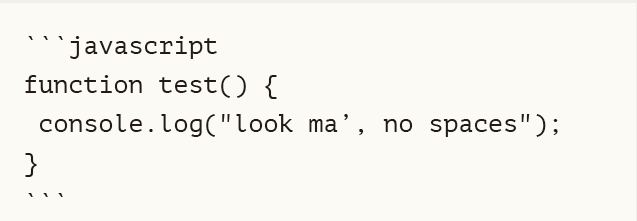 ```javascript
function test() {
 console.log("look ma’, no spaces");
}
```